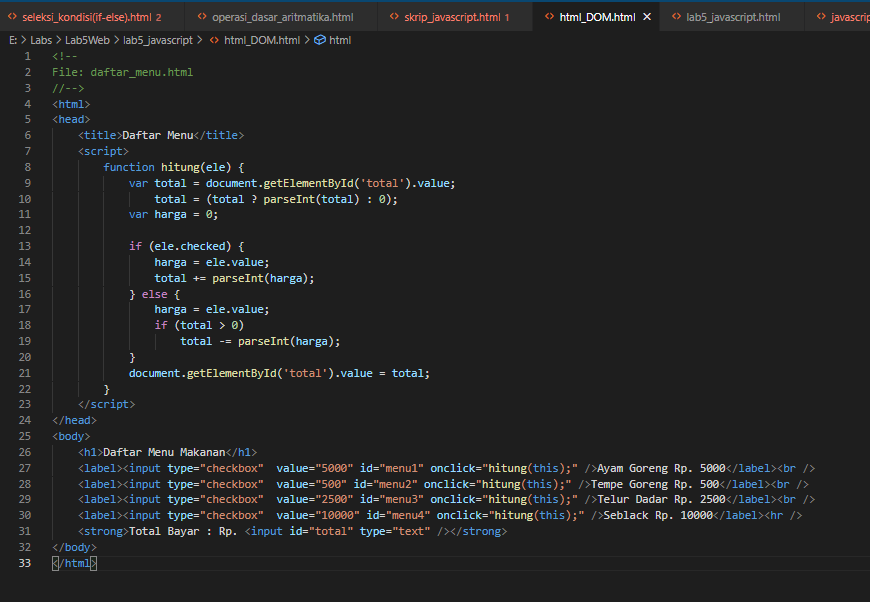 seleksi_kondisi(if-else).html 2 operasi_dasar_aritmatika.html skrip_javascript.html 1 html_DOM.html lab5_javascript.html javascrip
E: > Labs > Lab5Web > lab5_javascript > html_DOM.html > html
1 <!--
2 File: daftar_menu.html
3 //-->
4 <html>
5 <head>
6 <title>Daftar Menu</title>
7 <script>
8 function hitung(ele) {
9 var total = document.getElementById('total').value;
10 total = (total ? parseInt(total) : 0);
11 var harga = 0;
12
13 if (ele.checked) {
14 harga = ele.value;
15 total += parseInt(harga);
16 } else {
17 harga = ele.value;
18 if (total > 0)
19 total -= parseInt(harga);
20 }
21 document.getElementById('total').value = total;
22 }
23 </script>
24 </head>
25 <body>
26 <h1>Daftar Menu Makanan</h1>
27 <label><input type="checkbox"  value="5000" id="menu1" onclick="hitung(this);" />Ayam Goreng Rp. 5000</label><br />
28 <label><input type="checkbox"  value="500" id="menu2" onclick="hitung(this);" />Tempe Goreng Rp. 500</label><br />
29 <label><input type="checkbox"  value="2500" id="menu3" onclick="hitung(this);" />Telur Dadar Rp. 2500</label><br />
30 <label><input type="checkbox"  value="10000" id="menu4" onclick="hitung(this);" />Seblack Rp. 10000</label><hr />
31 <strong>Total Bayar : Rp. <input id="total" type="text" /></strong>
32 </body>
33 </html>